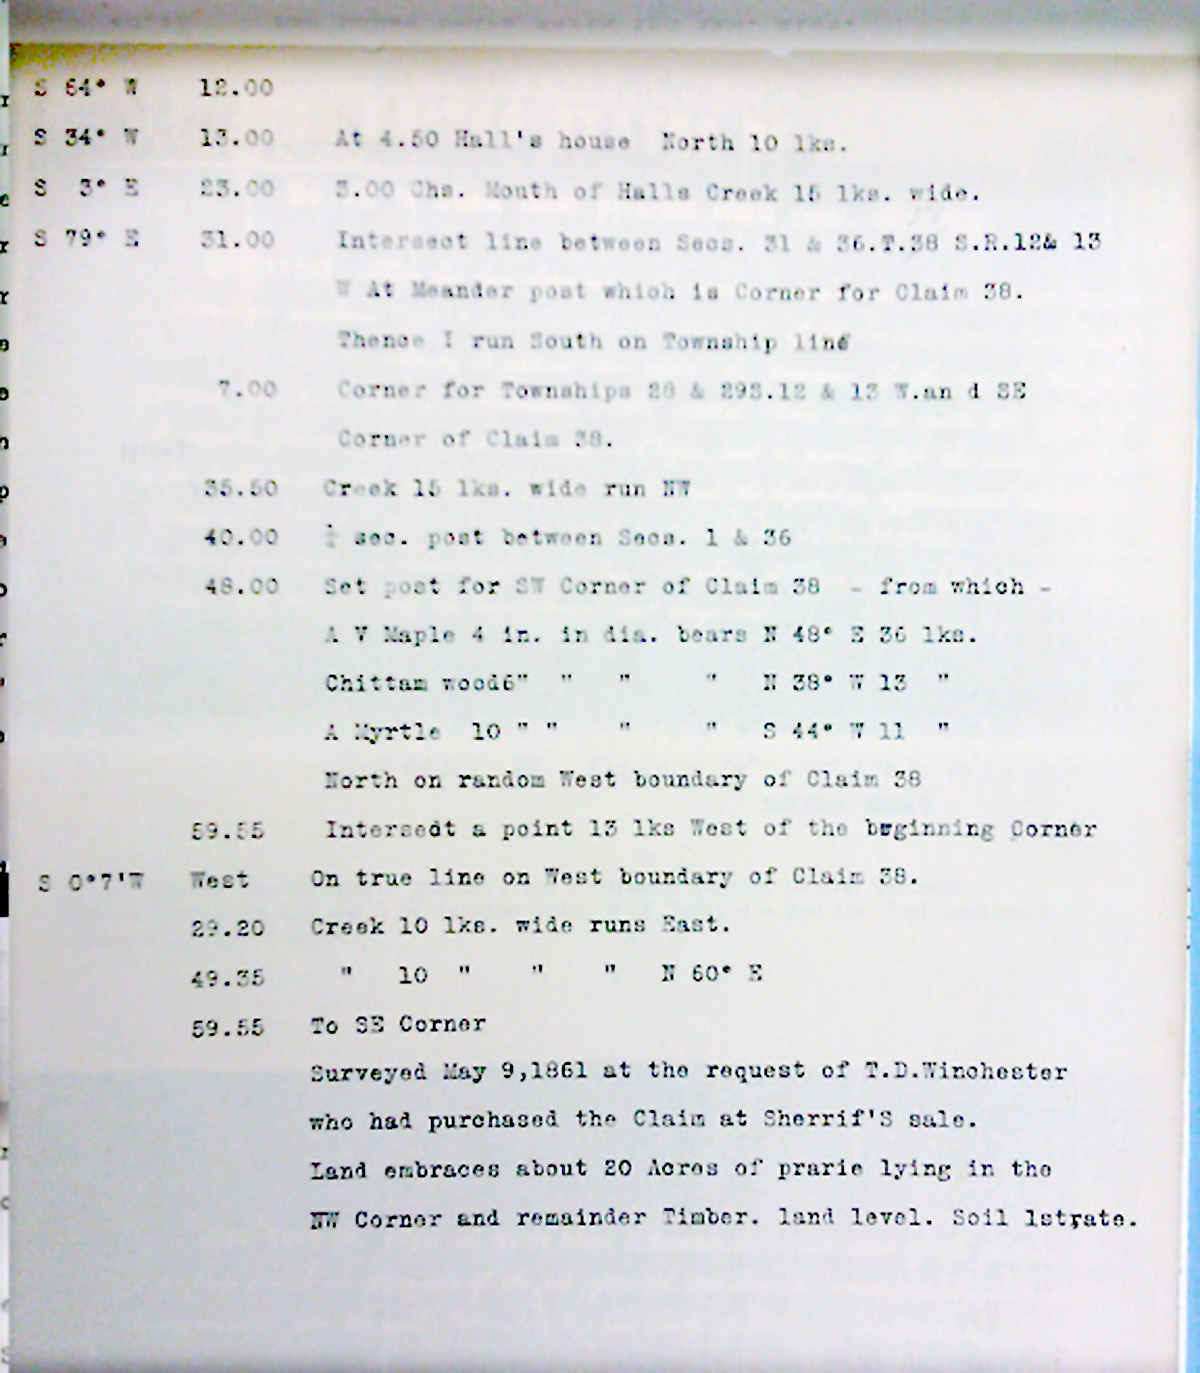 S 64° W 12.00
S 34° W 13.00 At 4.50 Hall's house North 10 lks.
S 3° E 23.00 3.00 Chs. Mouth of Halls Creek 15 lks. wide.
S 79° E 31.00 Intersect line between Secs. 31 & 36.T.38 S.R.12& 13
W At Meander post which is Corner for Claim 38.
Thence I run South on Township line
7.00 Corner for Townships 28 & 29S.12 & 13 W.an d SE
Corner of Claim 38.
35.50 Creek 15 lks. wide run NW
40.00 ¼ sec. post between Secs. 1 & 36
48.00 Set post for SW Corner of Claim 38 - from which -
A V Maple 4 in. in dia. bears N 48° E 36 lks.
Chittam wood6" " " " N 38° W 13 "
A Myrtle 10 " " " " S 44° W 11 "
North on random West boundary of Claim 38
59.55 Intersedt a point 13 lks West of the beginning Corner
S 0°7'W West On true line on West boundary of Claim 38.
29.20 Creek 10 lks. wide runs East.
49.35 " 10 " " " N 60° E
59.55 To SE Corner
Surveyed May 9,1861 at the request of T.D.Winchester
who had purchased the Claim at Sherrif'S sale.
Land embraces about 20 Acres of prarie lying in the
NW Corner and remainder Timber. land level. Soil 1strate.